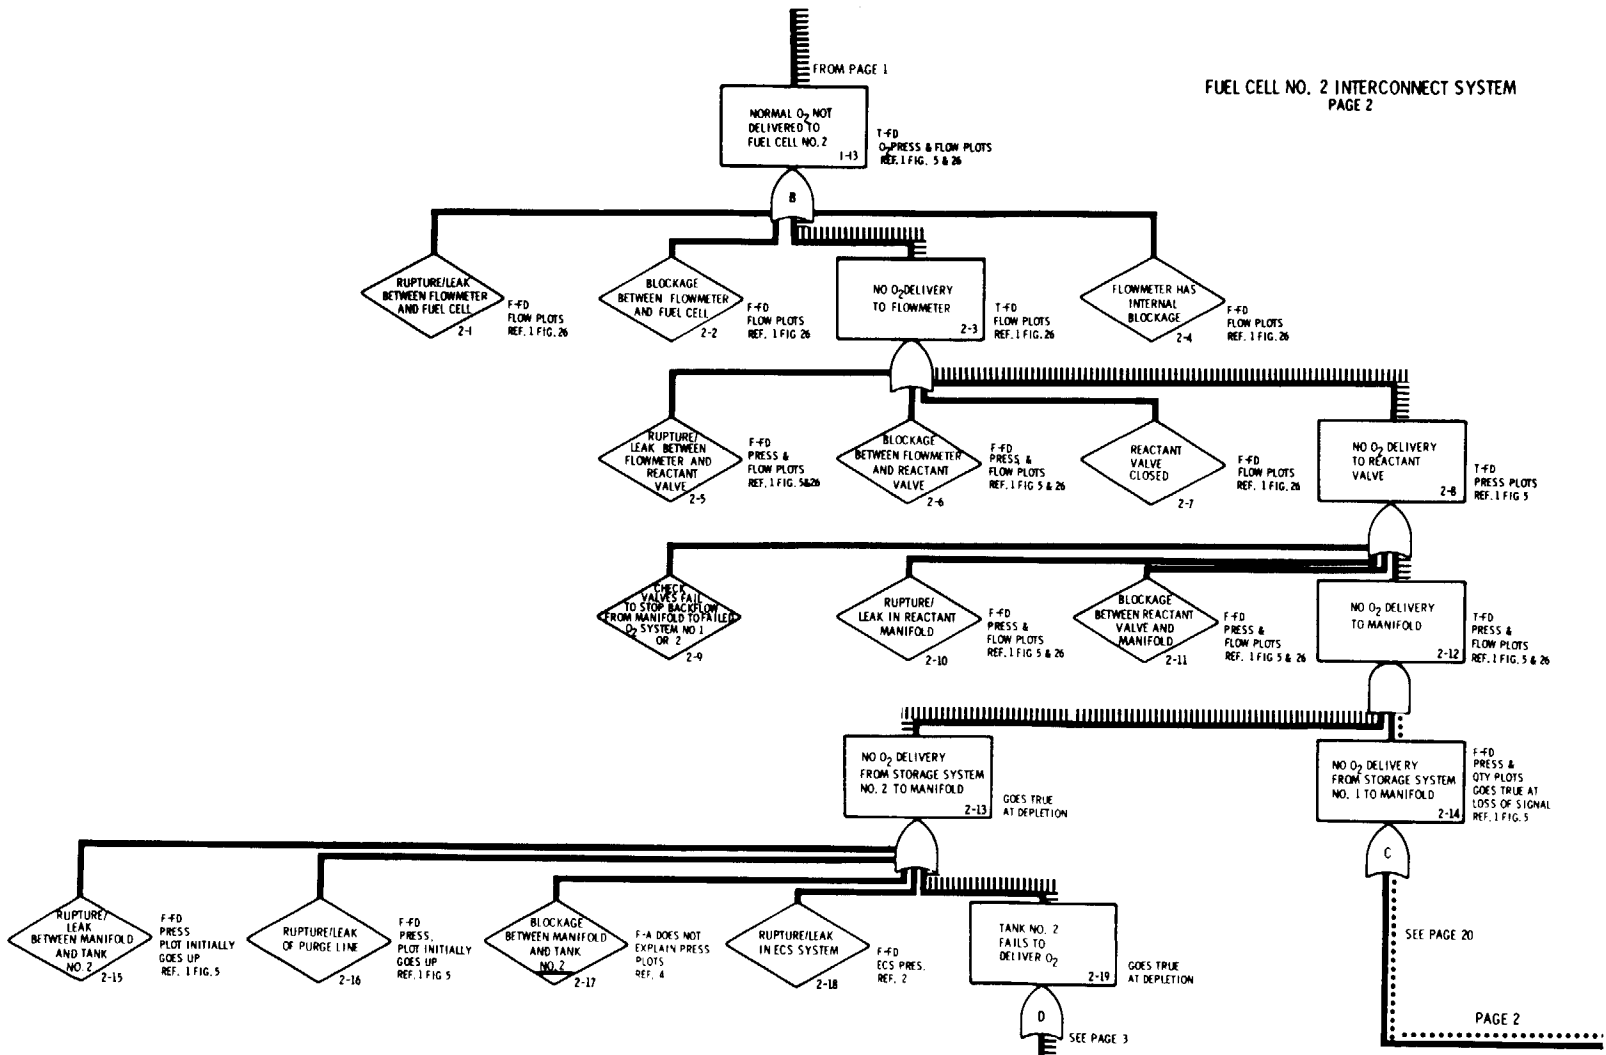 FROM PAGE 1
FUEL CELL NO. 2 INTERCONNECT SYSTEM
PAGE 2
NORMAL O2 NOT
DELIVERED TO
FUEL CELL NO. 2
1-13
T-FD
O2 PRESS & FLOW PLOTS
REF. 1 FIG. 5 & 26
B
RUPTURE/LEAK
BETWEEN FLOWMETER
AND FUEL CELL
2-1
F-FD
FLOW PLOTS
REF. 1 FIG. 26
BLOCKAGE
BETWEEN FLOWMETER
AND FUEL CELL
2-2
F-FD
FLOW PLOTS
REF. 1 FIG 26
NO O2 DELIVERY
TO FLOWMETER
2-3
T-FD
FLOW PLOTS
REF. 1 FIG. 26
FLOWMETER HAS
INTERNAL
BLOCKAGE
2-4
F-FD
FLOW PLOTS
REF. 1 FIG. 26
RUPTURE/
LEAK BETWEEN
FLOWMETER AND
REACTANT
VALVE
2-5
F-FD
PRESS &
FLOW PLOTS
REF. 1 FIG. 5&26
BLOCKAGE
BETWEEN FLOWMETER
AND REACTANT
VALVE
2-6
F-FD
PRESS, &
FLOW PLOTS
REF. 1 FIG 5 & 26
REACTANT
VALVE
CLOSED
2-7
F-FD
FLOW PLOTS
REF. 1 FIG. 26
NO O2 DELIVERY
TO REACTANT
VALVE
2-8
T-FD
PRESS PLOTS
REF. 1 FIG 5
CHECK
VALVES FAIL
TO STOP BACKFLOW
FROM MANIFOLD TO FAILED
O2 SYSTEM NO 1
OR 2
2-9
RUPTURE/
LEAK IN REACTANT
MANIFOLD
2-10
F-FD
PRESS &
FLOW PLOTS
REF. 1 FIG 5 & 26
BLOCKAGE
BETWEEN REACTANT
VALVE AND
MANIFOLD
2-11
F-FD
PRESS &
FLOW PLOTS
REF. 1 FIG 5 & 26
NO O2 DELIVERY
TO MANIFOLD
2-12
T-FD
PRESS &
FLOW PLOTS
REF. 1 FIG. 5 & 26
NO O2 DELIVERY
FROM STORAGE SYSTEM
NO. 2 TO MANIFOLD
2-13
GOES TRUE
AT DEPLETION
NO O2 DELIVERY
FROM STORAGE SYSTEM
NO. 1 TO MANIFOLD
2-14
F-FD
PRESS &
QTY PLOTS
GOES TRUE AT
LOSS OF SIGNAL
REF. 1 FIG. 5
C
RUPTURE/
LEAK
BETWEEN MANIFOLD
AND TANK
NO. 2
2-15
F-FD
PRESS
PLOT INITIALLY
GOES UP
REF. 1 FIG. 5
RUPTURE/LEAK
OF PURGE LINE
2-16
F-FD
PRESS,
PLOT INITIALLY
GOES UP
REF. 1 FIG 5
BLOCKAGE
BETWEEN MANIFOLD
AND TANK
NO. 2
2-17
F-A DOES NOT
EXPLAIN PRESS
PLOTS
REF. 4
RUPTURE/LEAK
IN ECS SYSTEM
2-18
F-FD
ECS PRES.
REF. 2
TANK NO. 2
FAILS TO
DELIVER O2
2-19
GOES TRUE
AT DEPLETION
SEE PAGE 20
D
SEE PAGE 3
PAGE 2